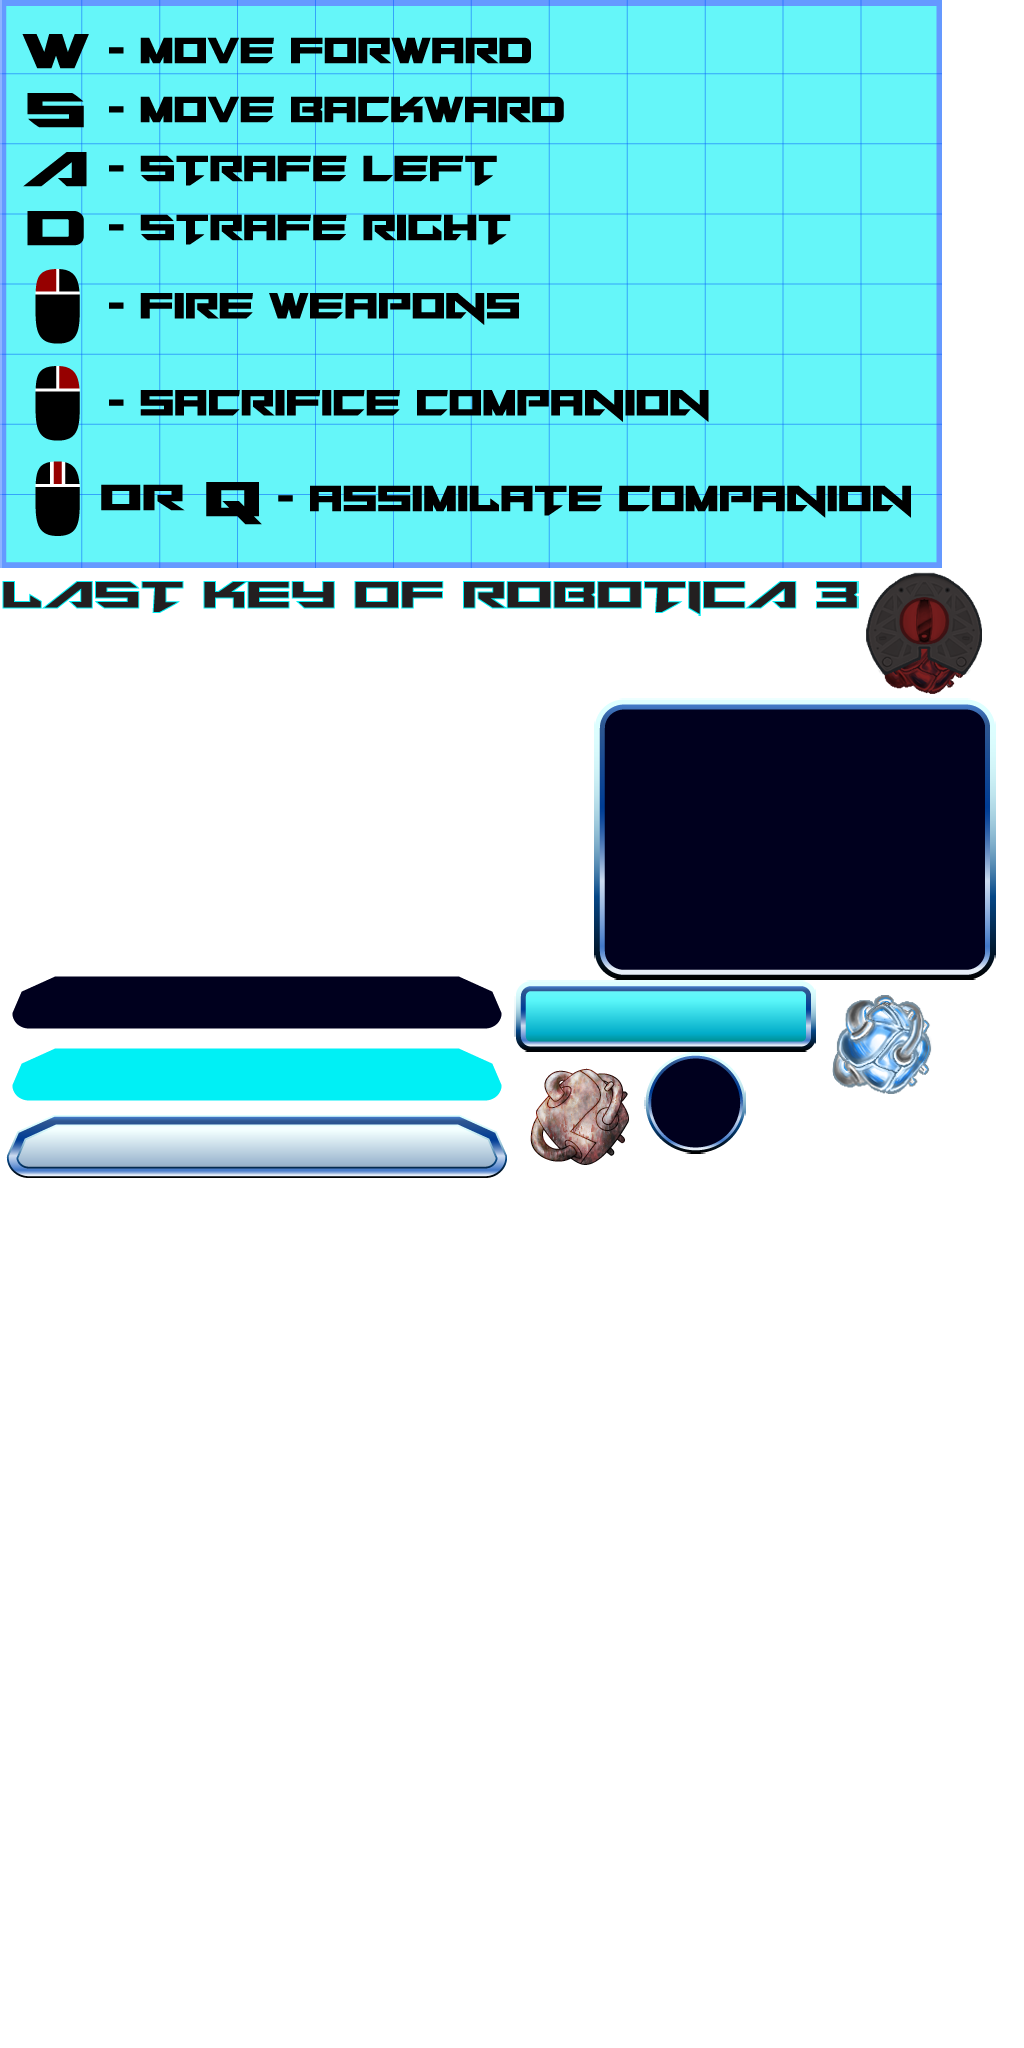 W - MOVE FORWARD
S - MOVE BACKWARD
A - STRAFE LEFT
D - STRAFE RIGHT
- FIRE WEAPONS
- SACRIFICE COMPANION
OR Q - ASSIMILATE COMPANION
LAST KEY OF ROBOTICA 3